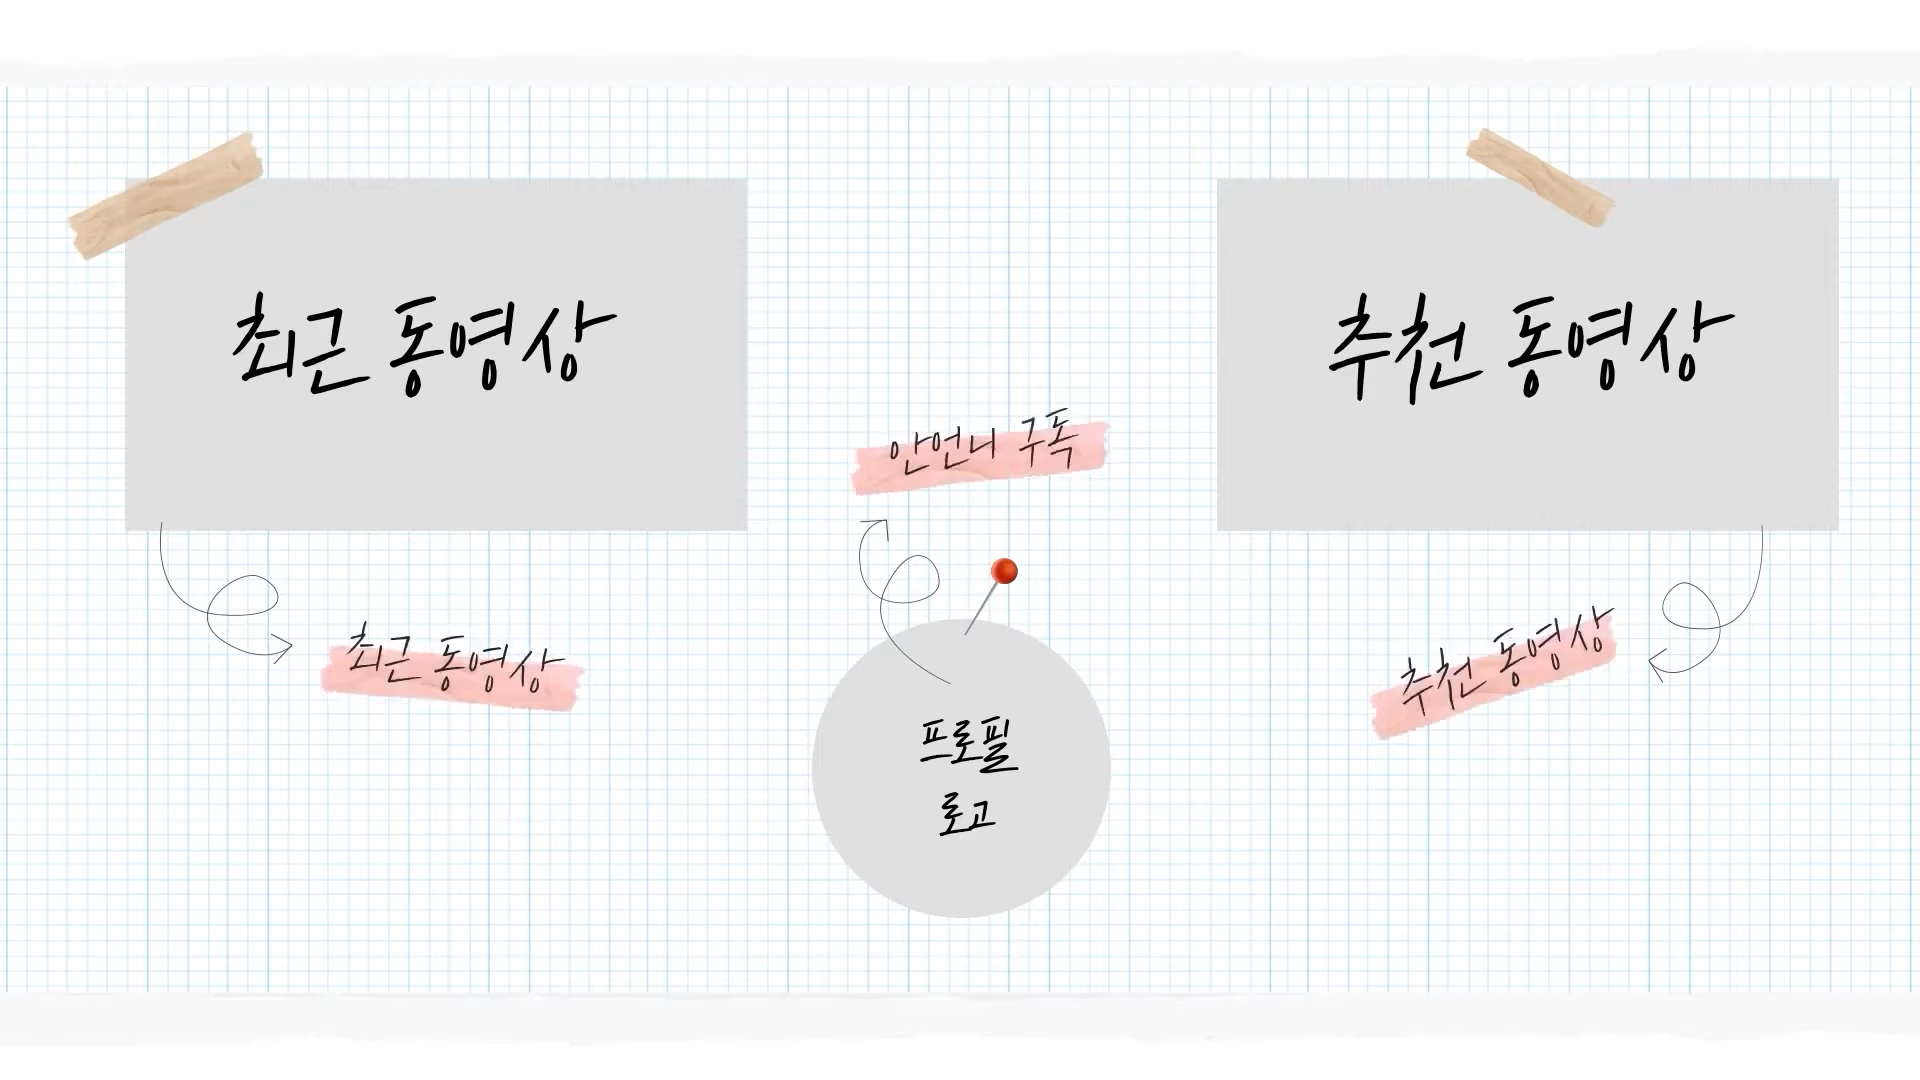 최근 동영상
추천 동영상
안언니 구독
최근 동영상
추천 동영상
프로필
로고